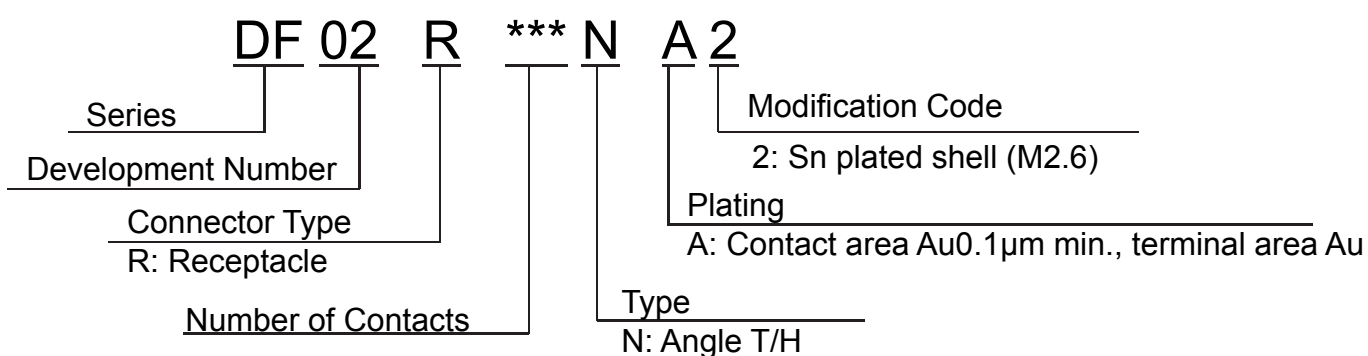 DF 02 R *** N A 2
Series
Development Number
Connector Type
R: Receptacle
Number of Contacts
Modification Code
2: Sn plated shell (M2.6)
Plating
A: Contact area Au0.1µm min., terminal area Au
Type
N: Angle T/H